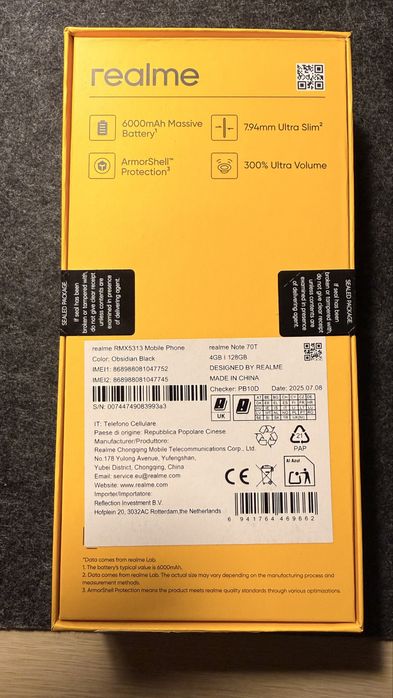 realme
6000mAh Massive
Battery¹
7.94mm Ultra Slim²
ArmorShell™
Protection³
300% Ultra Volume
SEALED PACKAGE
If seal has been
broken or tampered with,
do not give clear receipt
unless contents are
examined in presence
of delivering agent.
SEALED PACKAGE
If seal has been
broken or tampered with,
do not give clear receipt
unless contents are
examined in presence
of delivering agent.
realme RMX5313 Mobile Phone
realme Note 70T
Color: Obsidian Black
4GB | 128GB
IMEI1: 868988081047752
DESIGNED BY REALME
IMEI2: 868988081047745
MADE IN CHINA
Checker: PB10D
Date: 2025.07.08
S/N: 00744749083993a3
UK
IT: Telefono Cellulare
Paese di origine: Repubblica Popolare Cinese
Manufacturer/Produttore:
Realme Chongqing Mobile Telecommunications Corp., Ltd.
No.178 Yulong Avenue, Yufengshan,
Yubei District, Chongqing, China
Email: service.eu@realme.com
Website: www.realme.com
Importer/Importatore:
Reflection Investment B.V.
Hofplein 20, 3032AC Rotterdam,the Netherlands
21
PAP
CE
Al Azul
6 941764 469662
*Data comes from realme Lab.
1. The battery's typical value is 6000mAh.
2. Data comes from realme Lab. The actual size may vary depending on the manufacturing process and
measurement methods.
3. ArmorShell Protection means the product meets realme quality standards through various optimizations.